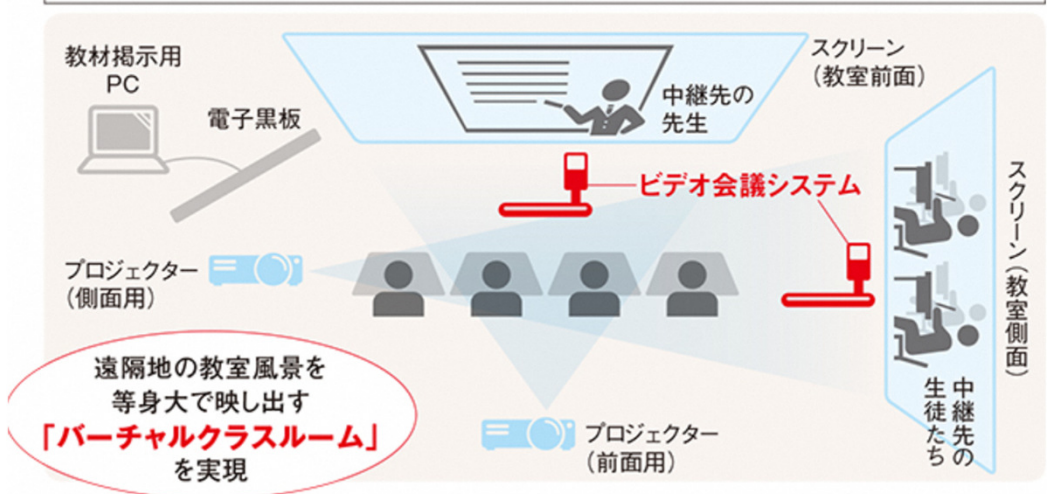 教材掲示用
PC
電子黒板
中継先の
先生
スクリーン
（教室前面）
ビデオ会議システム
スクリーン（教室側面）
プロジェクター
（側面用）
中継先の
生徒たち
遠隔地の教室風景を
等身大で映し出す
「バーチャルクラスルーム」
を実現
プロジェクター
（前面用）